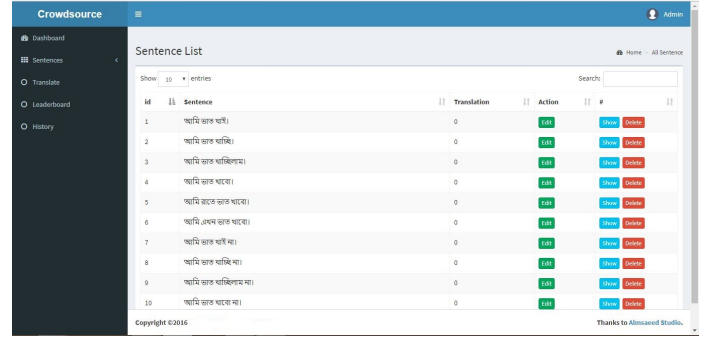 Crowdsource
Admin
Dashboard
Sentences
Translate
Leaderboard
History
Sentence List
Home > All Sentence
Show 10 entries
Search:
id Sentence Translation Action #
1 আমি ভাত খাই। 0 Edit Show Delete
2 আমি ভাত খাচ্ছি। 0 Edit Show Delete
3 আমি ভাত খাচ্ছিলাম। 0 Edit Show Delete
4 আমি ভাত খাবো। 0 Edit Show Delete
5 আমি রাতে ভাত খাবো। 0 Edit Show Delete
6 আমি এখন ভাত খাবো। 0 Edit Show Delete
7 আমি ভাত খাই না। 0 Edit Show Delete
8 আমি ভাত খাচ্ছি না। 0 Edit Show Delete
9 আমি ভাত খাচ্ছিলাম না। 0 Edit Show Delete
10 আমি ভাত খাবো না। 0 Edit Show Delete
Copyright ©2016 Thanks to Almsaeed Studio.